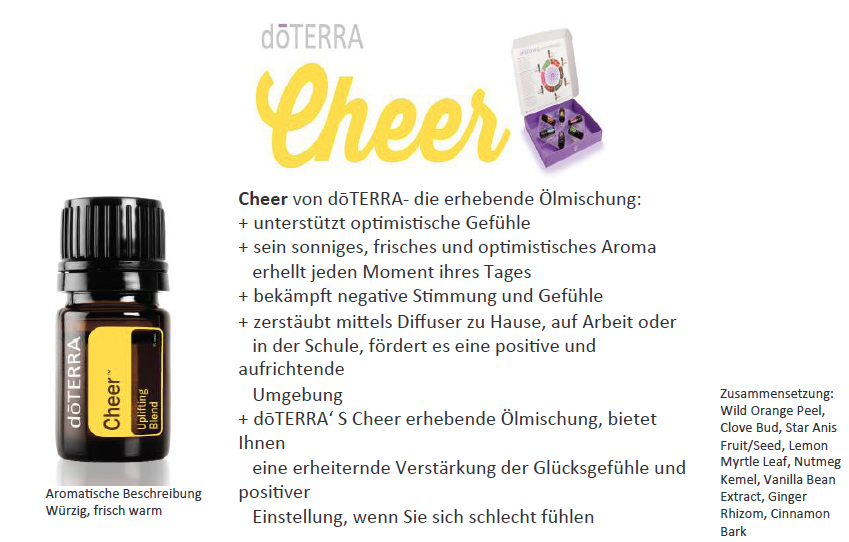 dōTERRA
Cheer
Cheer von dōTERRA- die erhebende Ölmischung:
+ unterstützt optimistische Gefühle
+ sein sonniges, frisches und optimistisches Aroma
erhellt jeden Moment ihres Tages
+ bekämpft negative Stimmung und Gefühle
+ zerstäubt mittels Diffuser zu Hause, auf Arbeit oder
in der Schule, fördert es eine positive und
aufrichtende
Umgebung
+ dōTERRA‘ S Cheer erhebende Ölmischung, bietet
Ihnen
eine erheiternde Verstärkung der Glücksgefühle und
positiver
Einstellung, wenn Sie sich schlecht fühlen
dōTERRA
Cheer™
Uplifting
Blend
Aromatische Beschreibung
Würzig, frisch warm
Zusammensetzung:
Wild Orange Peel,
Clove Bud, Star Anis
Fruit/Seed, Lemon
Myrtle Leaf, Nutmeg
Kemel, Vanilla Bean
Extract, Ginger
Rhizom, Cinnamon
Bark